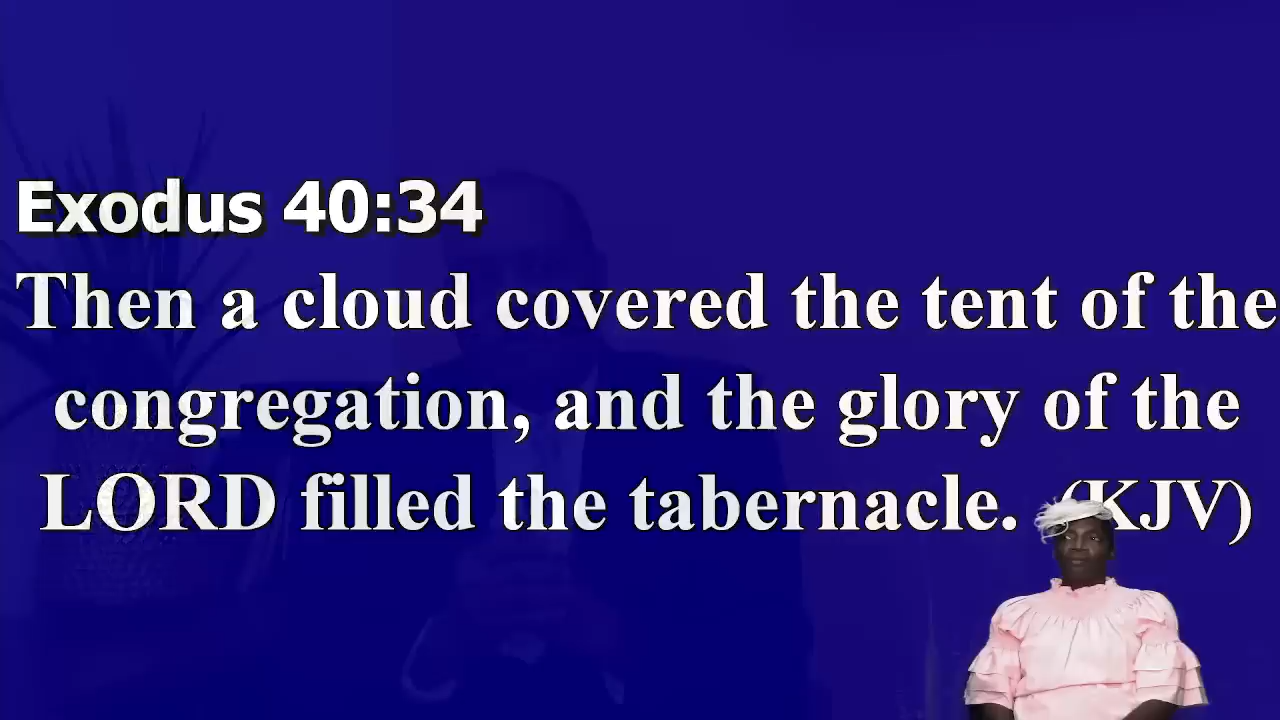 Exodus 40:34
Then a cloud covered the tent of the
congregation, and the glory of the
LORD filled the tabernacle. (KJV)